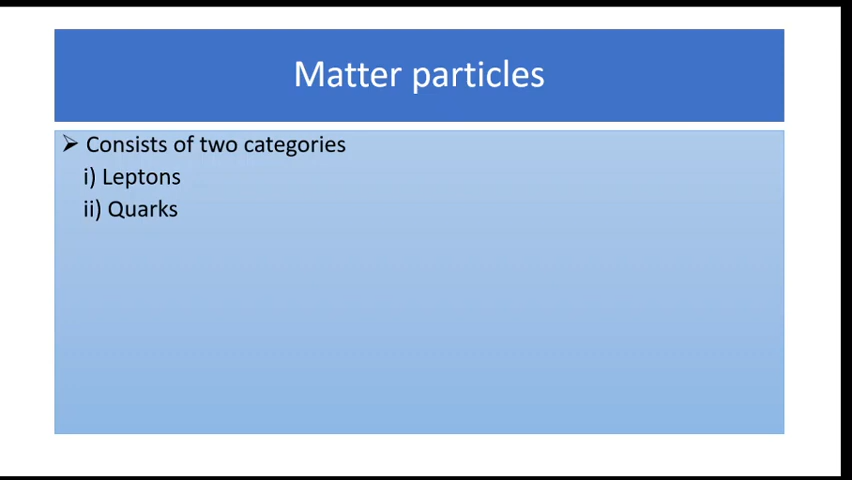 Matter particles
➢ Consists of two categories
i) Leptons
ii) Quarks